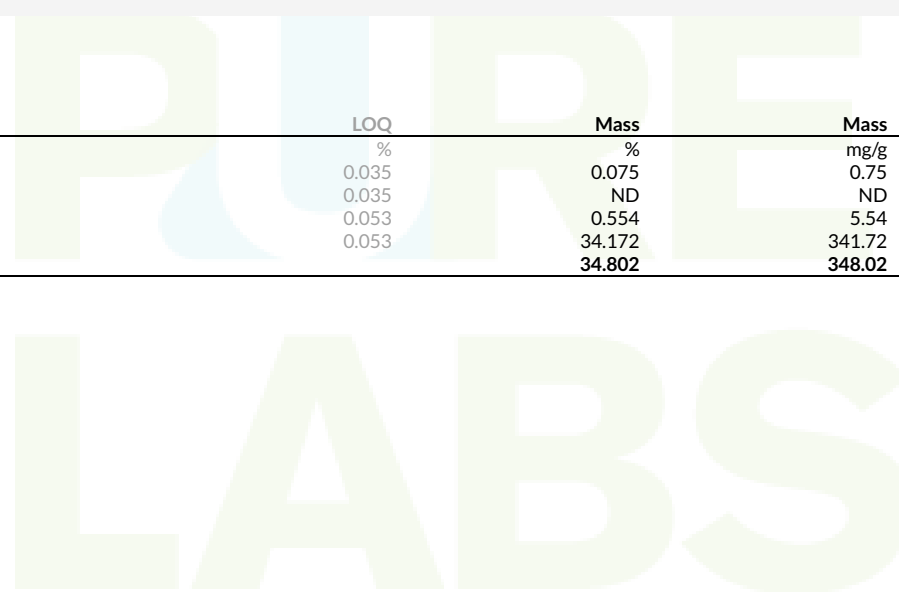 PURE
LOQ Mass Mass
% % mg/g
0.035 0.075 0.75
0.035 ND ND
0.053 0.554 5.54
0.053 34.172 341.72
34.802 348.02
LABS